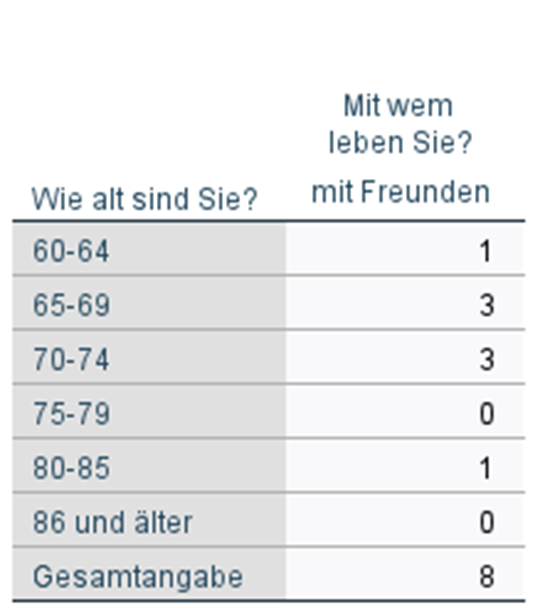 Mit wem
leben Sie?
Wie alt sind Sie? mit Freunden
60-64 1
65-69 3
70-74 3
75-79 0
80-85 1
86 und älter 0
Gesamtangabe 8